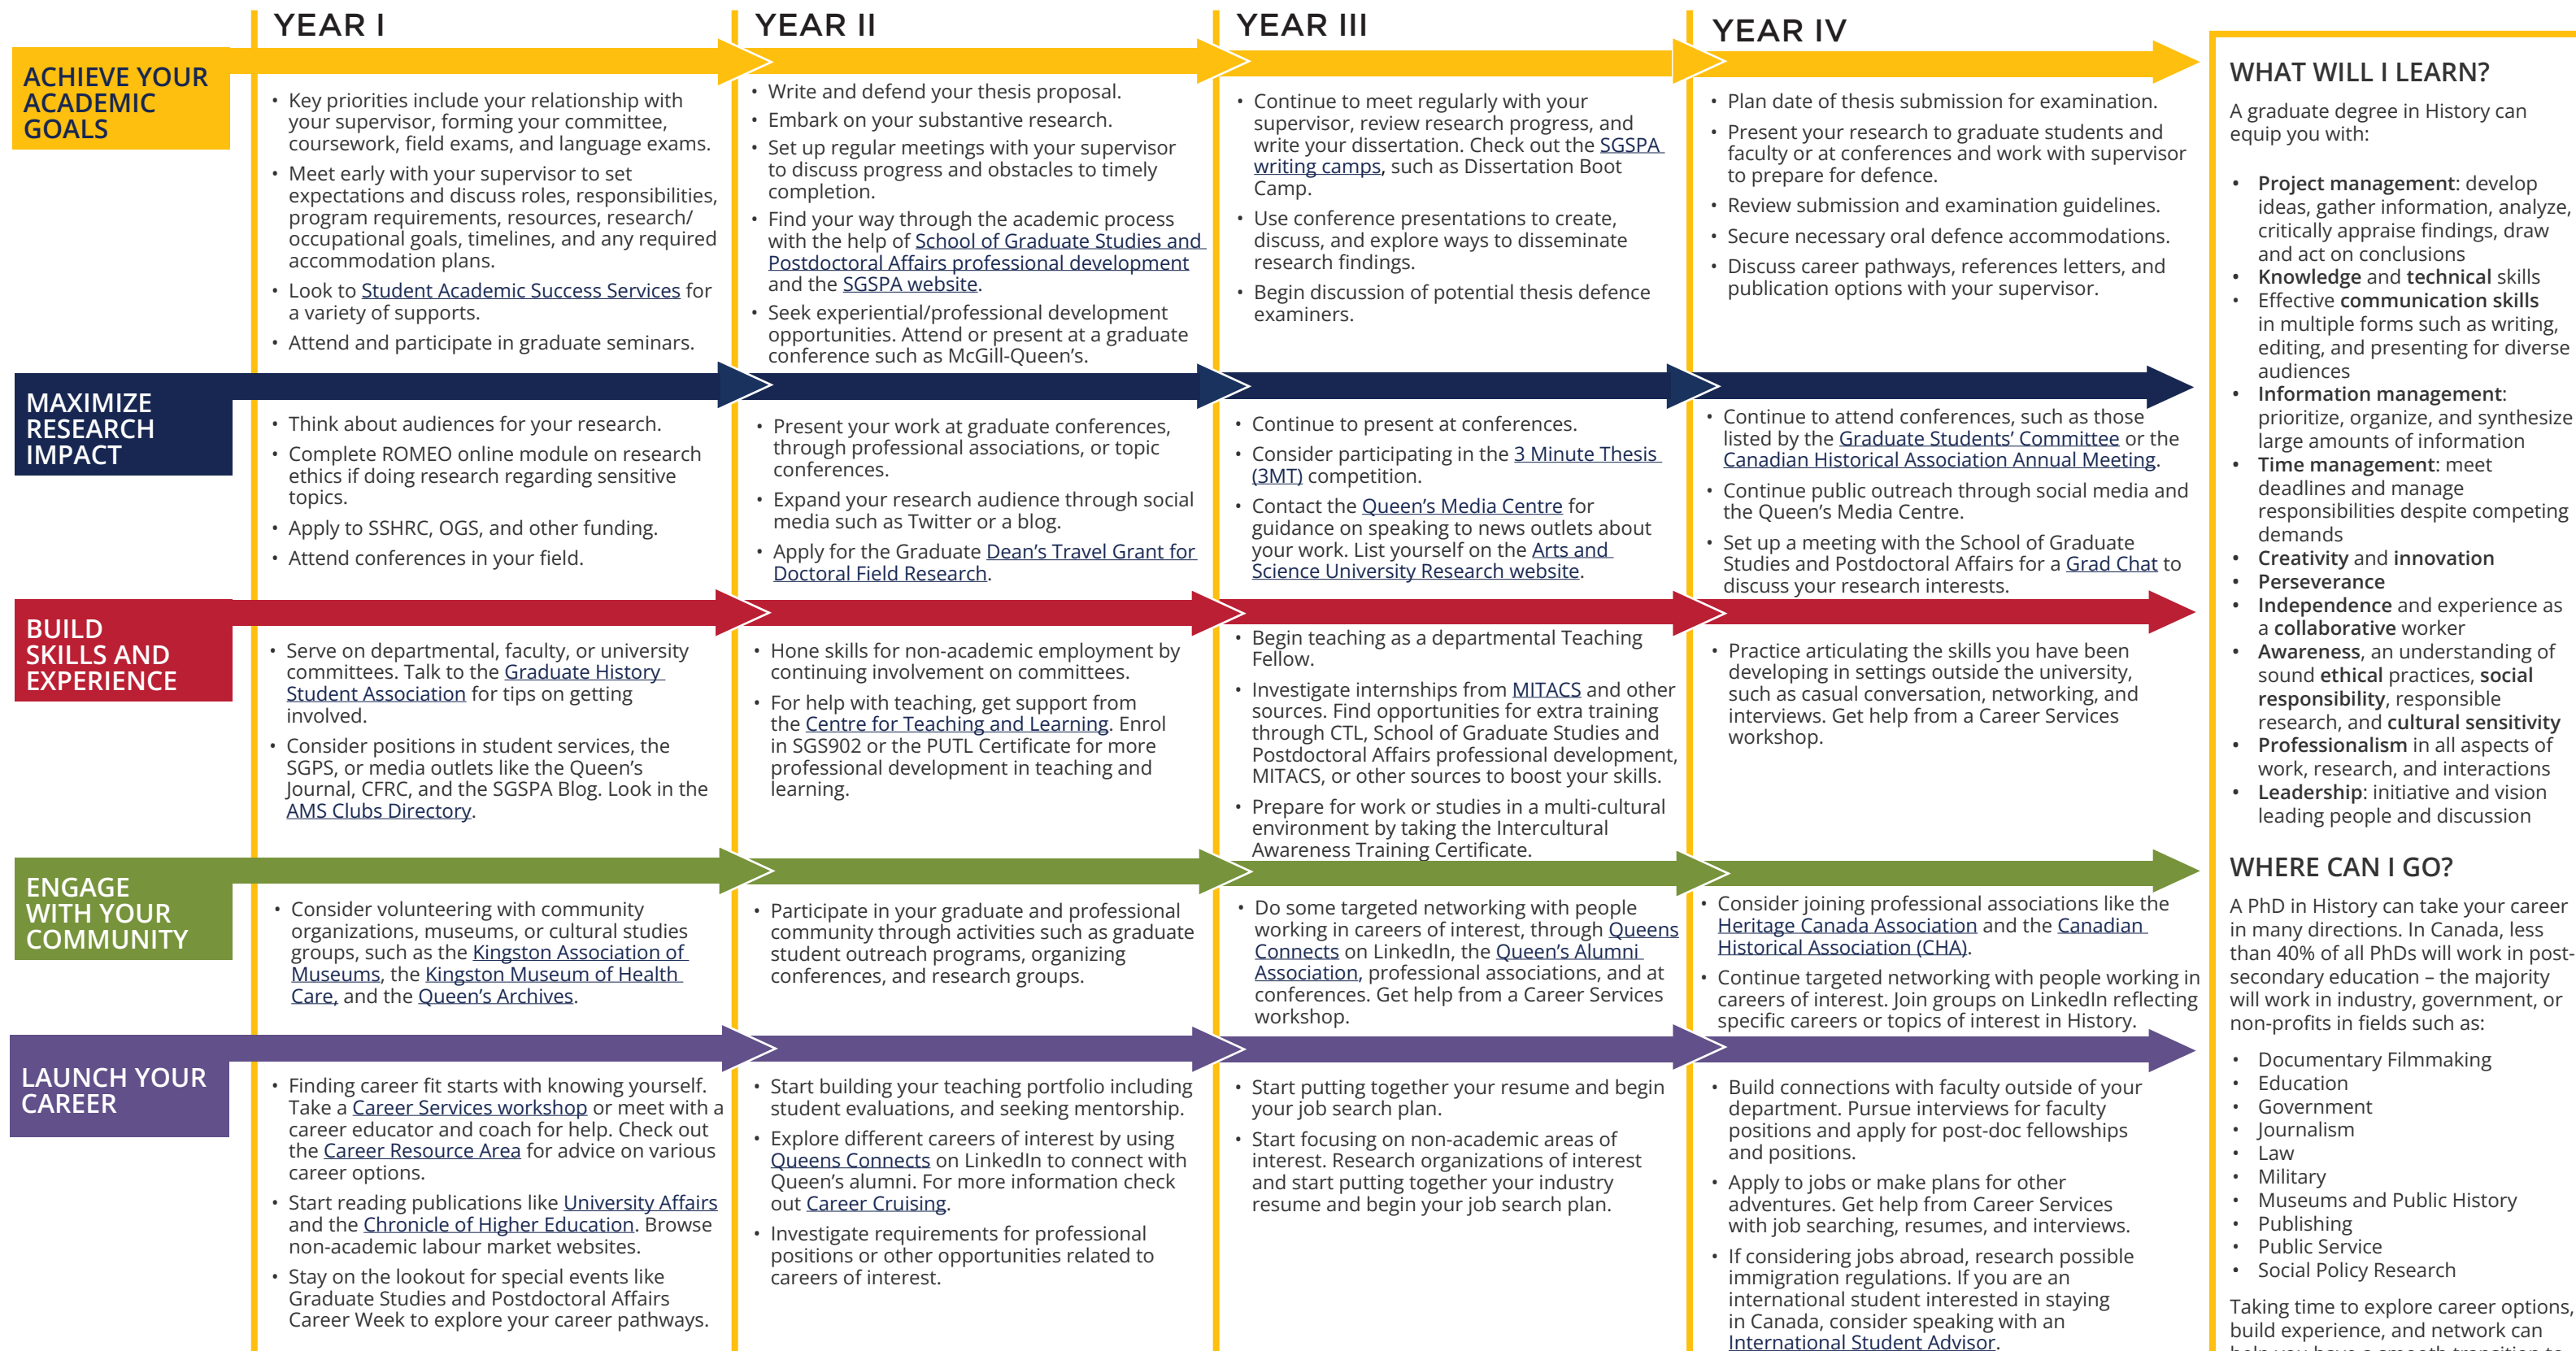 YEAR I
YEAR II
YEAR III
YEAR IV
ACHIEVE YOUR
ACADEMIC
GOALS
• Key priorities include your relationship with
your supervisor, forming your committee,
coursework, field exams, and language exams.
• Meet early with your supervisor to set
expectations and discuss roles, responsibilities,
program requirements, resources, research/
occupational goals, timelines, and any required
accommodation plans.
• Look to Student Academic Success Services for
a variety of supports.
• Attend and participate in graduate seminars.
• Write and defend your thesis proposal.
• Embark on your substantive research.
• Set up regular meetings with your supervisor
to discuss progress and obstacles to timely
completion.
• Find your way through the academic process
with the help of School of Graduate Studies and
Postdoctoral Affairs professional development
and the SGSPA website.
• Seek experiential/professional development
opportunities. Attend or present at a graduate
conference such as McGill-Queen's.
• Continue to meet regularly with your
supervisor, review research progress, and
write your dissertation. Check out the SGSPA
writing camps, such as Dissertation Boot
Camp.
• Use conference presentations to create,
discuss, and explore ways to disseminate
research findings.
• Begin discussion of potential thesis defence
examiners.
• Plan date of thesis submission for examination.
• Present your research to graduate students and
faculty or at conferences and work with supervisor
to prepare for defence.
• Review submission and examination guidelines.
• Secure necessary oral defence accommodations.
• Discuss career pathways, references letters, and
publication options with your supervisor.
MAXIMIZE
RESEARCH
IMPACT
• Think about audiences for your research.
• Complete ROMEO online module on research
ethics if doing research regarding sensitive
topics.
• Apply to SSHRC, OGS, and other funding.
• Attend conferences in your field.
• Present your work at graduate conferences,
through professional associations, or topic
conferences.
• Expand your research audience through social
media such as Twitter or a blog.
• Apply for the Graduate Dean's Travel Grant for
Doctoral Field Research.
• Continue to present at conferences.
• Consider participating in the 3 Minute Thesis
(3MT) competition.
• Contact the Queen's Media Centre for
guidance on speaking to news outlets about
your work. List yourself on the Arts and
Science University Research website.
• Continue to attend conferences, such as those
listed by the Graduate Students' Committee or the
Canadian Historical Association Annual Meeting.
• Continue public outreach through social media and
the Queen's Media Centre.
• Set up a meeting with the School of Graduate
Studies and Postdoctoral Affairs for a Grad Chat to
discuss your research interests.
BUILD
SKILLS AND
EXPERIENCE
• Serve on departmental, faculty, or university
committees. Talk to the Graduate History
Student Association for tips on getting
involved.
• Consider positions in student services, the
SGPS, or media outlets like the Queen's
Journal, CFRC, and the SGSPA Blog. Look in the
AMS Clubs Directory.
• Hone skills for non-academic employment by
continuing involvement on committees.
• For help with teaching, get support from
the Centre for Teaching and Learning. Enrol
in SGS902 or the PUTL Certificate for more
professional development in teaching and
learning.
• Begin teaching as a departmental Teaching
Fellow.
• Investigate internships from MITACS and other
sources. Find opportunities for extra training
through CTL, School of Graduate Studies and
Postdoctoral Affairs professional development,
MITACS, or other sources to boost your skills.
• Prepare for work or studies in a multi-cultural
environment by taking the Intercultural
Awareness Training Certificate.
• Practice articulating the skills you have been
developing in settings outside the university,
such as casual conversation, networking, and
interviews. Get help from a Career Services
workshop.
ENGAGE
WITH YOUR
COMMUNITY
• Consider volunteering with community
organizations, museums, or cultural studies
groups, such as the Kingston Association of
Museums, the Kingston Museum of Health
Care, and the Queen's Archives.
• Participate in your graduate and professional
community through activities such as graduate
student outreach programs, organizing
conferences, and research groups.
• Do some targeted networking with people
working in careers of interest, through Queens
Connects on LinkedIn, the Queen's Alumni
Association, professional associations, and at
conferences. Get help from a Career Services
workshop.
• Consider joining professional associations like the
Heritage Canada Association and the Canadian
Historical Association (CHA).
• Continue targeted networking with people working in
careers of interest. Join groups on LinkedIn reflecting
specific careers or topics of interest in History.
LAUNCH YOUR
CAREER
• Finding career fit starts with knowing yourself.
Take a Career Services workshop or meet with a
career educator and coach for help. Check out
the Career Resource Area for advice on various
career options.
• Start reading publications like University Affairs
and the Chronicle of Higher Education. Browse
non-academic labour market websites.
• Stay on the lookout for special events like
Graduate Studies and Postdoctoral Affairs
Career Week to explore your career pathways.
• Start building your teaching portfolio including
student evaluations, and seeking mentorship.
• Explore different careers of interest by using
Queens Connects on LinkedIn to connect with
Queen's alumni. For more information check
out Career Cruising.
• Investigate requirements for professional
positions or other opportunities related to
careers of interest.
• Start putting together your resume and begin
your job search plan.
• Start focusing on non-academic areas of
interest. Research organizations of interest
and start putting together your industry
resume and begin your job search plan.
• Build connections with faculty outside of your
department. Pursue interviews for faculty
positions and apply for post-doc fellowships
and positions.
• Apply to jobs or make plans for other
adventures. Get help from Career Services
with job searching, resumes, and interviews.
• If considering jobs abroad, research possible
immigration regulations. If you are an
international student interested in staying
in Canada, consider speaking with an
International Student Advisor.
WHAT WILL I LEARN?
A graduate degree in History can
equip you with:
• Project management: develop
ideas, gather information, analyze,
critically appraise findings, draw
and act on conclusions
• Knowledge and technical skills
• Effective communication skills
in multiple forms such as writing,
editing, and presenting for diverse
audiences
• Information management:
prioritize, organize, and synthesize
large amounts of information
• Time management: meet
deadlines and manage
responsibilities despite competing
demands
• Creativity and innovation
• Perseverance
• Independence and experience as
a collaborative worker
• Awareness, an understanding of
sound ethical practices, social
responsibility, responsible
research, and cultural sensitivity
• Professionalism in all aspects of
work, research, and interactions
• Leadership: initiative and vision
leading people and discussion
WHERE CAN I GO?
A PhD in History can take your career
in many directions. In Canada, less
than 40% of all PhDs will work in post-
secondary education – the majority
will work in industry, government, or
non-profits in fields such as:
• Documentary Filmmaking
• Education
• Government
• Journalism
• Law
• Military
• Museums and Public History
• Publishing
• Public Service
• Social Policy Research
Taking time to explore career options,
build experience, and network can
help you have a smooth transition to